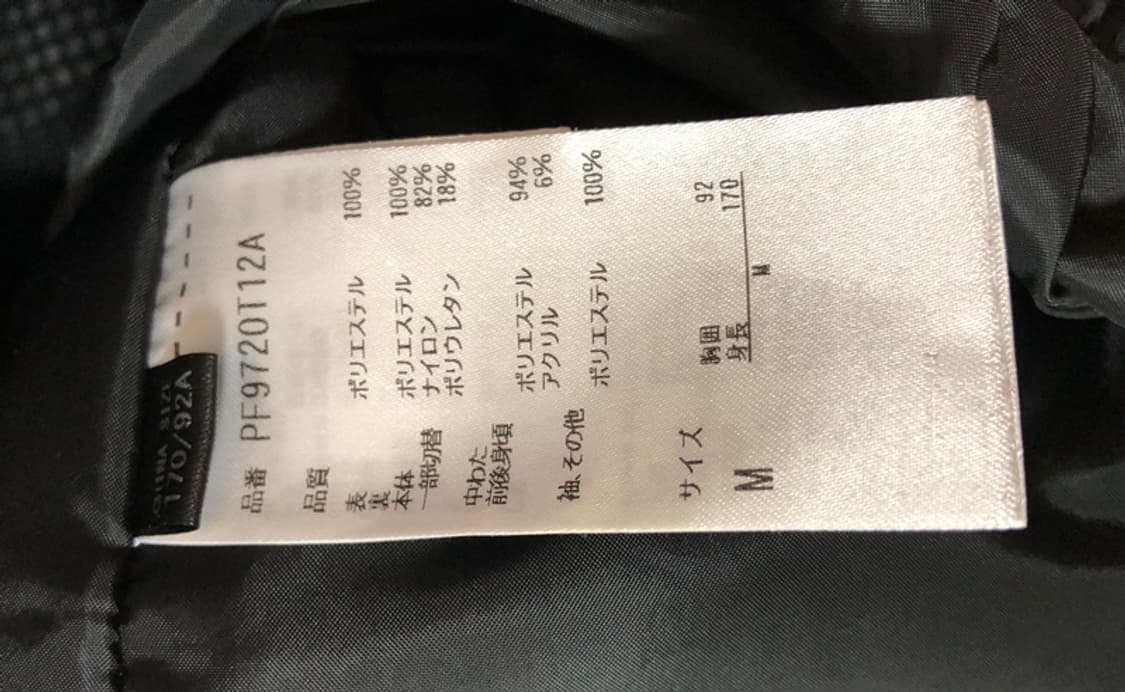 品番 PF9720T12A
品質
表 ポリエステル 100%
裏
本体 ポリエステル 100%
一部切替 ナイロン 82%
ポリウレタン 18%
中わた
前後身頃 ポリエステル 94%
アクリル 6%
袖、その他 ポリエステル 100%
サイズ 胸囲 92
M 身長 170
M
170/92A